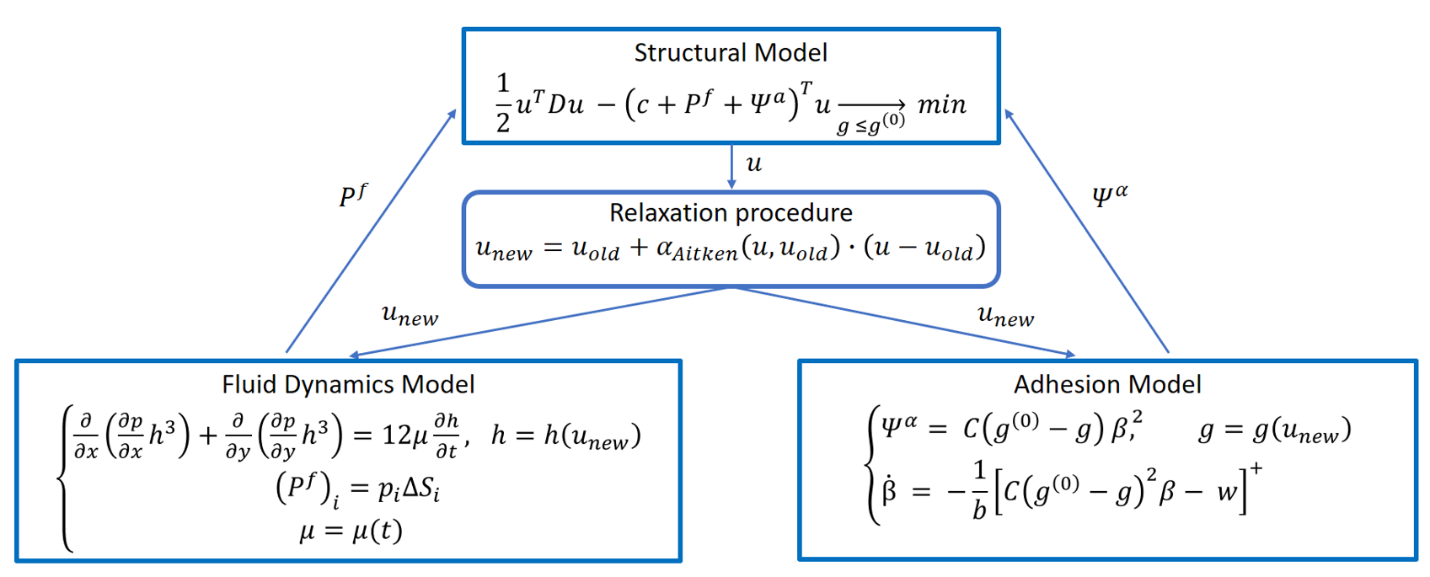 Structural Model
1/2 u^T Du − (c + P^f + Ψ^a)^T u →_{g ≤g^(0)} min
u
P^f
Ψ^α
Relaxation procedure
u_new = u_old + α_Aitken(u, u_old) · (u − u_old)
u_new
u_new
Fluid Dynamics Model
∂/∂x (∂p/∂x h^3) + ∂/∂y (∂p/∂y h^3) = 12μ ∂h/∂t, h = h(u_new)
(P^f)_i = p_i ΔS_i
μ = μ(t)
Adhesion Model
Ψ^α = C(g^(0) − g) β,^2 g = g(u_new)
β̇ = −1/b [C(g^(0) − g)^2 β − w]^+